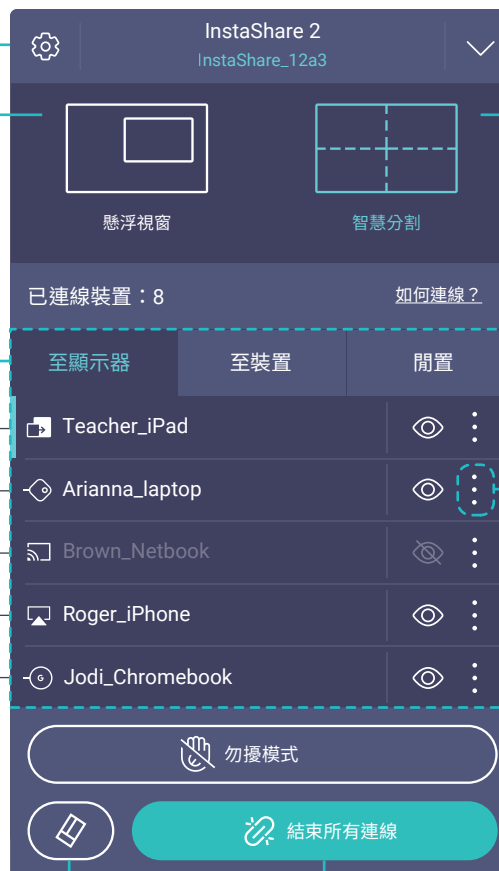 InstaShare 2
InstaShare_12a3
懸浮視窗
智慧分割
已連線裝置：8
如何連線？
至顯示器
至裝置
閒置
Teacher_iPad
Arianna_laptop
Brown_Netbook
Roger_iPhone
G
Jodi_Chromebook
勿擾模式
結束所有連線